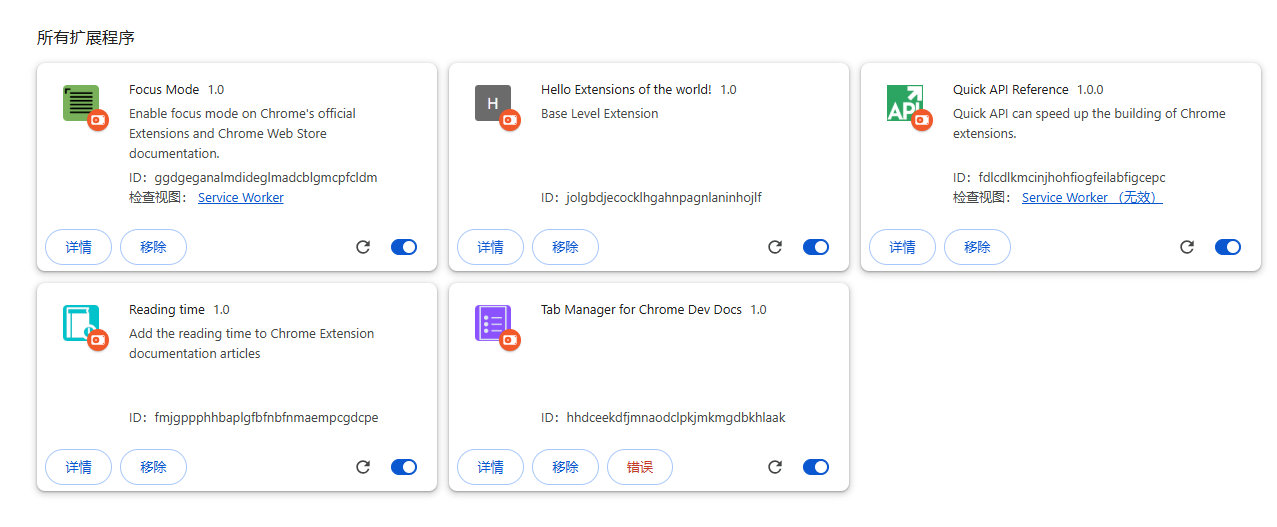 所有扩展程序
Focus Mode 1.0
Enable focus mode on Chrome's official
Extensions and Chrome Web Store
documentation.
ID：ggdgeganalmdideglmadcblgmcpfcldm
检查视图： Service Worker
详情 移除
H
Hello Extensions of the world! 1.0
Base Level Extension
ID：jolgbdjecocklhgahnpagnlaninhojlf
详情 移除
API
Quick API Reference 1.0.0
Quick API can speed up the building of Chrome
extensions.
ID：fdlcdlkmcinjhohfiogfeilabfigcepc
检查视图： Service Worker （无效）
详情 移除
Reading time 1.0
Add the reading time to Chrome Extension
documentation articles
ID：fmjgppphhbaplgfbfnbfnmaempcgdcpe
详情 移除
Tab Manager for Chrome Dev Docs 1.0
ID：hhdceekdfjmnaodclpkjmkmgdbkhlaak
详情 移除 错误